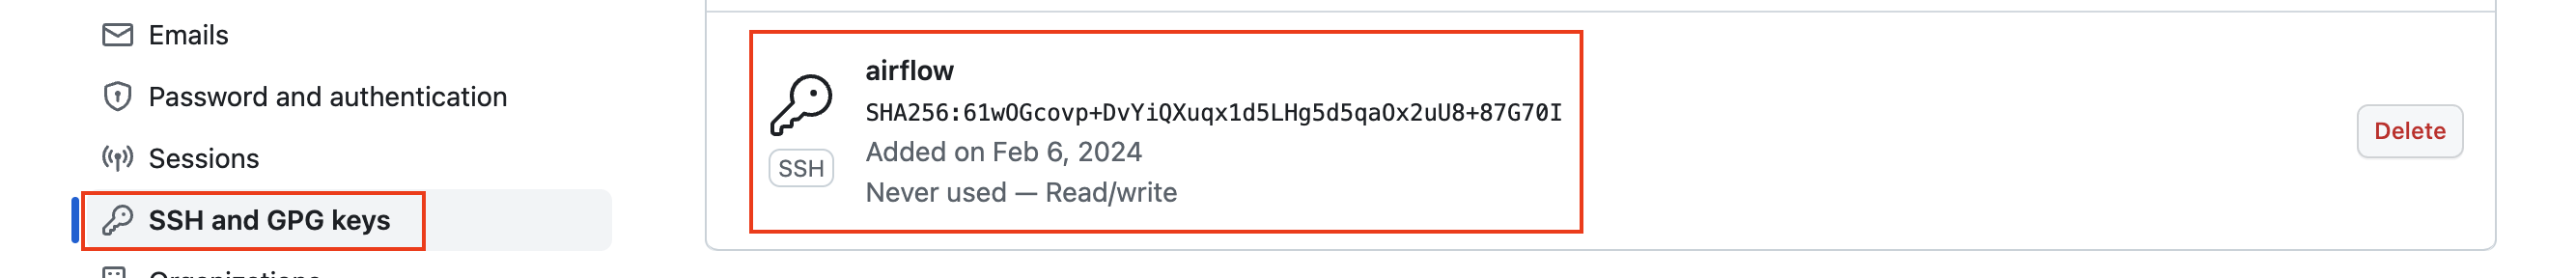 Emails
Password and authentication
Sessions
SSH and GPG keys
Organizations
airflow
SHA256:61wOGcovp+DvYiQXuqx1d5LHg5d5qaOx2uU8+87G70I
Added on Feb 6, 2024
Never used — Read/write
SSH
Delete